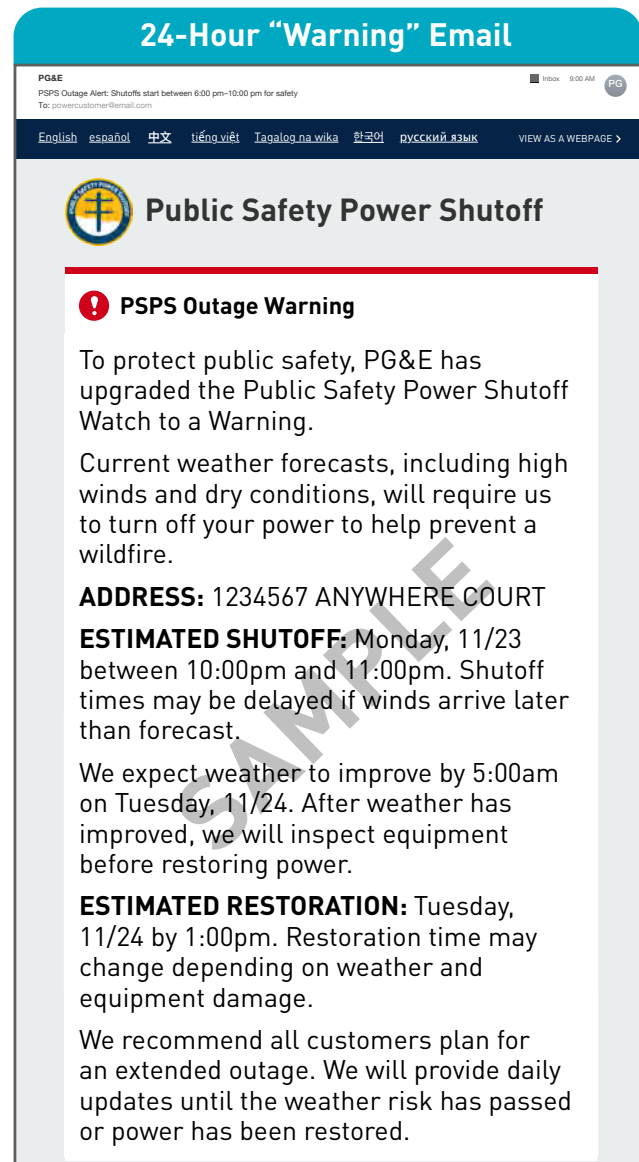 24-Hour “Warning” Email
PG&E
Inbox 9:00 AM
PG
PSPS Outage Alert: Shutoffs start between 6:00 pm–10:00 pm for safety
To: powercustomer@email.com
English español 中文 tiếng việt Tagalog na wika 한국어 русский язык VIEW AS A WEBPAGE >
PUBLIC SAFETY POWER SHUTOFF
Public Safety Power Shutoff
! PSPS Outage Warning
To protect public safety, PG&E has
upgraded the Public Safety Power Shutoff
Watch to a Warning.
Current weather forecasts, including high
winds and dry conditions, will require us
to turn off your power to help prevent a
wildfire.
ADDRESS: 1234567 ANYWHERE COURT
ESTIMATED SHUTOFF: Monday, 11/23
between 10:00pm and 11:00pm. Shutoff
times may be delayed if winds arrive later
than forecast.
We expect weather to improve by 5:00am
on Tuesday, 11/24. After weather has
improved, we will inspect equipment
before restoring power.
ESTIMATED RESTORATION: Tuesday,
11/24 by 1:00pm. Restoration time may
change depending on weather and
equipment damage.
We recommend all customers plan for
an extended outage. We will provide daily
updates until the weather risk has passed
or power has been restored.
SAMPLE